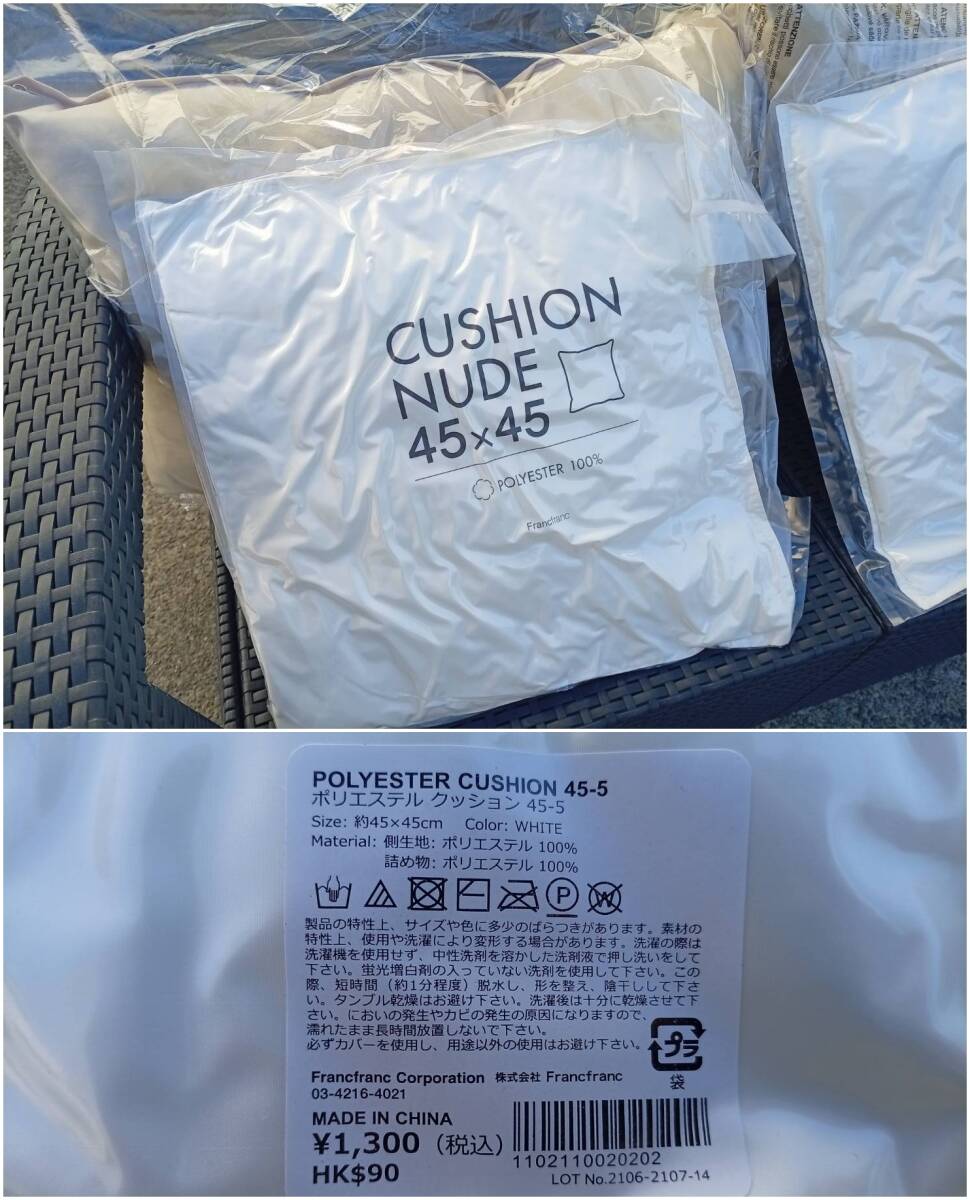 ATTENZIONE
CUSHION
NUDE
45×45
POLYESTER 100%
Francfranc
POLYESTER CUSHION 45-5
ポリエステル クッション 45-5
Size: 約45×45cm Color: WHITE
Material: 側生地: ポリエステル 100%
詰め物: ポリエステル 100%
製品の特性上、サイズや色に多少のばらつきがあります。素材の
特性上、使用や洗濯により変形する場合があります。洗濯の際は
洗濯機を使用せず、中性洗剤を溶かした洗剤液で押し洗いをして
下さい。蛍光増白剤の入っていない洗剤を使用して下さい。この
際、短時間（約1分程度）脱水し、形を整え、陰干しして下さ
い。タンブル乾燥はお避け下さい。洗濯後は十分に乾燥させて下
さい。においの発生やカビの発生の原因になりますので、
濡れたまま長時間放置しないで下さい。
必ずカバーを使用し、用途以外の使用はお避け下さい。
プラ
袋
Francfranc Corporation 株式会社 Francfranc
03-4216-4021
MADE IN CHINA
¥1,300（税込）
HK$90
1102110020202
LOT No.2106-2107-14